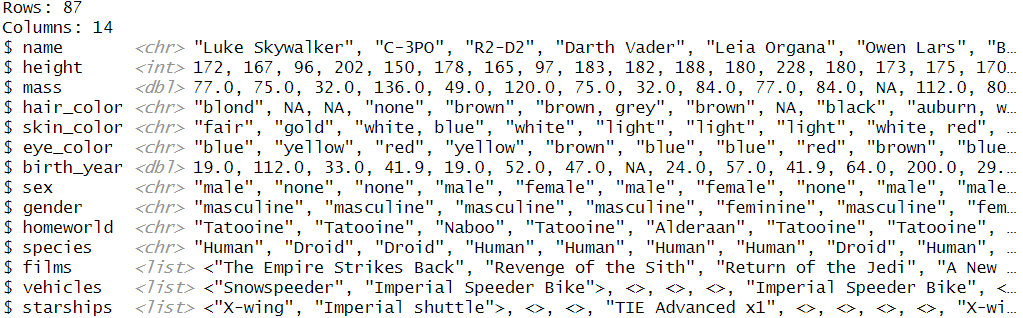 Rows: 87
Columns: 14
$ name       <chr> "Luke Skywalker", "C-3PO", "R2-D2", "Darth Vader", "Leia Organa", "Owen Lars", "B…
$ height     <int> 172, 167, 96, 202, 150, 178, 165, 97, 183, 182, 188, 180, 228, 180, 173, 175, 170…
$ mass       <dbl> 77.0, 75.0, 32.0, 136.0, 49.0, 120.0, 75.0, 32.0, 84.0, 77.0, 84.0, NA, 112.0, 80…
$ hair_color <chr> "blond", NA, NA, "none", "brown", "brown, grey", "brown", NA, "black", "auburn, w…
$ skin_color <chr> "fair", "gold", "white, blue", "white", "light", "light", "light", "white, red", …
$ eye_color  <chr> "blue", "yellow", "red", "yellow", "brown", "blue", "blue", "red", "brown", "blue…
$ birth_year <dbl> 19.0, 112.0, 33.0, 41.9, 19.0, 52.0, 47.0, NA, 24.0, 57.0, 41.9, 64.0, 200.0, 29.…
$ sex        <chr> "male", "none", "none", "male", "female", "male", "female", "none", "male", "male…
$ gender     <chr> "masculine", "masculine", "masculine", "masculine", "feminine", "masculine", "fem…
$ homeworld  <chr> "Tatooine", "Tatooine", "Naboo", "Tatooine", "Alderaan", "Tatooine", "Tatooine", …
$ species    <chr> "Human", "Droid", "Droid", "Human", "Human", "Human", "Human", "Droid", "Human", …
$ films      <list> <"The Empire Strikes Back", "Revenge of the Sith", "Return of the Jedi", "A New …
$ vehicles   <list> <"Snowspeeder", "Imperial Speeder Bike">, <>, <>, <>, "Imperial Speeder Bike", <…
$ starships  <list> <"X-wing", "Imperial shuttle">, <>, <>, "TIE Advanced x1", <>, <>, <>, <>, "X-wi…